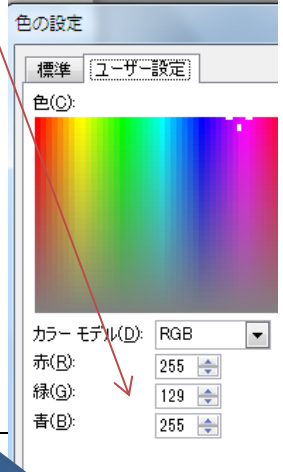 色の設定
標準 ユーザー設定
色(C):
カラー モデル(D): RGB
赤(R): 255
緑(G): 129
青(B): 255